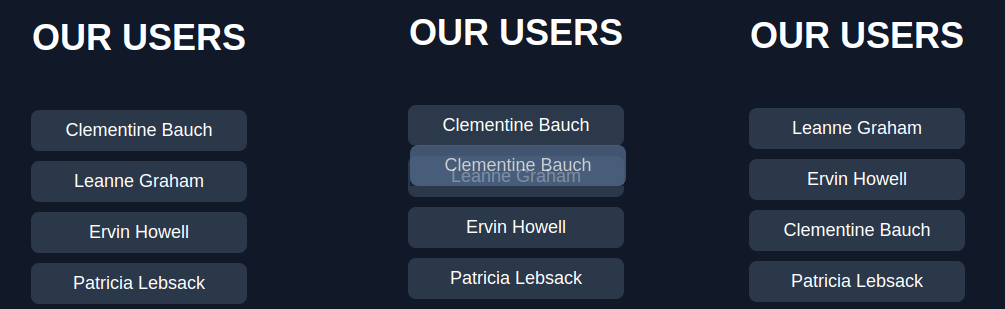 OUR USERS
Clementine Bauch
Leanne Graham
Ervin Howell
Patricia Lebsack
OUR USERS
Clementine Bauch
Clementine Bauch
Leanne Graham
Ervin Howell
Patricia Lebsack
OUR USERS
Leanne Graham
Ervin Howell
Clementine Bauch
Patricia Lebsack